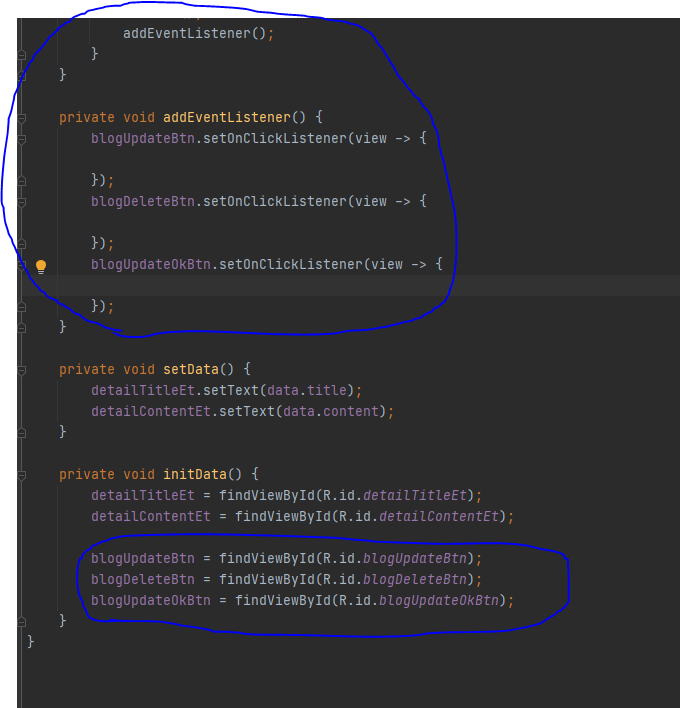 addEventListener();
}
}
private void addEventListener() {
blogUpdateBtn.setOnClickListener(view -> {
});
blogDeleteBtn.setOnClickListener(view -> {
});
blogUpdateOkBtn.setOnClickListener(view -> {
});
}
private void setData() {
detailTitleEt.setText(data.title);
detailContentEt.setText(data.content);
}
private void initData() {
detailTitleEt = findViewById(R.id.detailTitleEt);
detailContentEt = findViewById(R.id.detailContentEt);
blogUpdateBtn = findViewById(R.id.blogUpdateBtn);
blogDeleteBtn = findViewById(R.id.blogDeleteBtn);
blogUpdateOkBtn = findViewById(R.id.blogUpdateOkBtn);
}
}